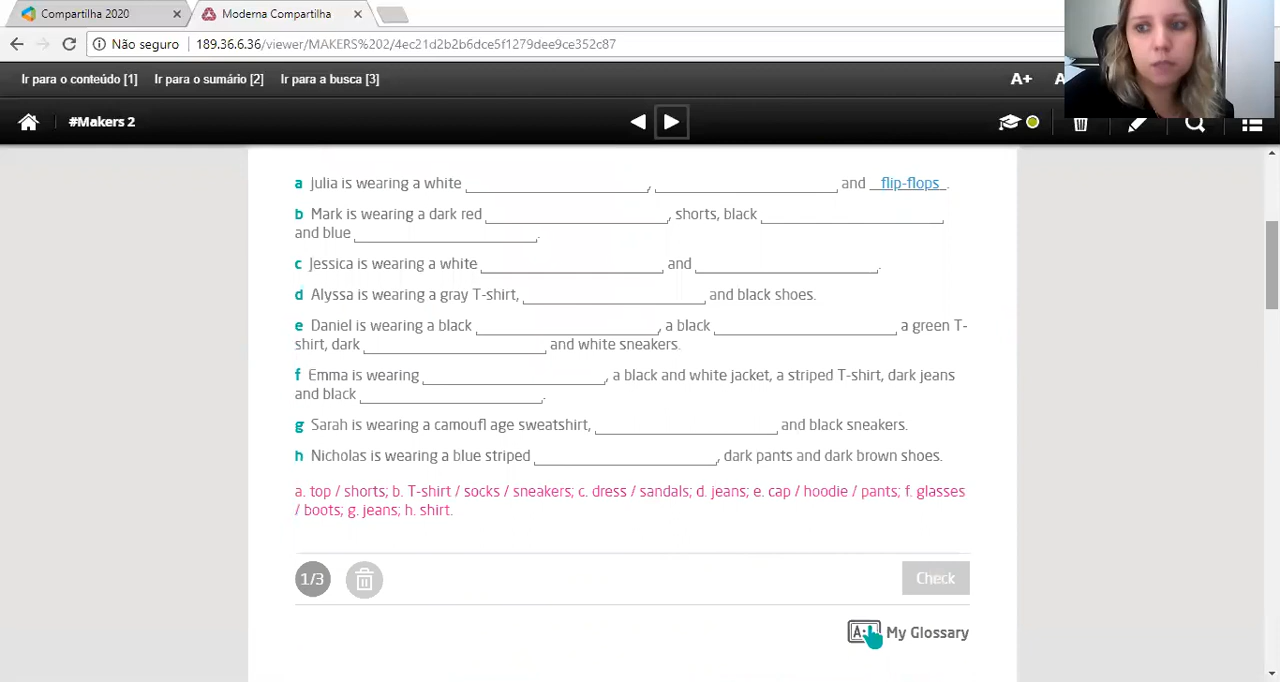 Compartilha 2020 × Moderna Compartilha ×
Não seguro 189.36.6.36/viewer/MAKERS%202/4ec21d2b2b6dce5f1279dee9ce352c87
Ir para o conteúdo [1] Ir para o sumário [2] Ir para a busca [3] A+ A
#Makers 2
a Julia is wearing a white , and flip-flops .
b Mark is wearing a dark red , shorts, black
and blue .
c Jessica is wearing a white and .
d Alyssa is wearing a gray T-shirt, and black shoes.
e Daniel is wearing a black , a black a green T-
shirt, dark and white sneakers.
f Emma is wearing , a black and white jacket, a striped T-shirt, dark jeans
and black .
g Sarah is wearing a camoufl age sweatshirt, and black sneakers.
h Nicholas is wearing a blue striped , dark pants and dark brown shoes.
a. top / shorts; b. T-shirt / socks / sneakers; c. dress / sandals; d. jeans; e. cap / hoodie / pants; f. glasses
/ boots; g. jeans; h. shirt.
1/3 Check
My Glossary